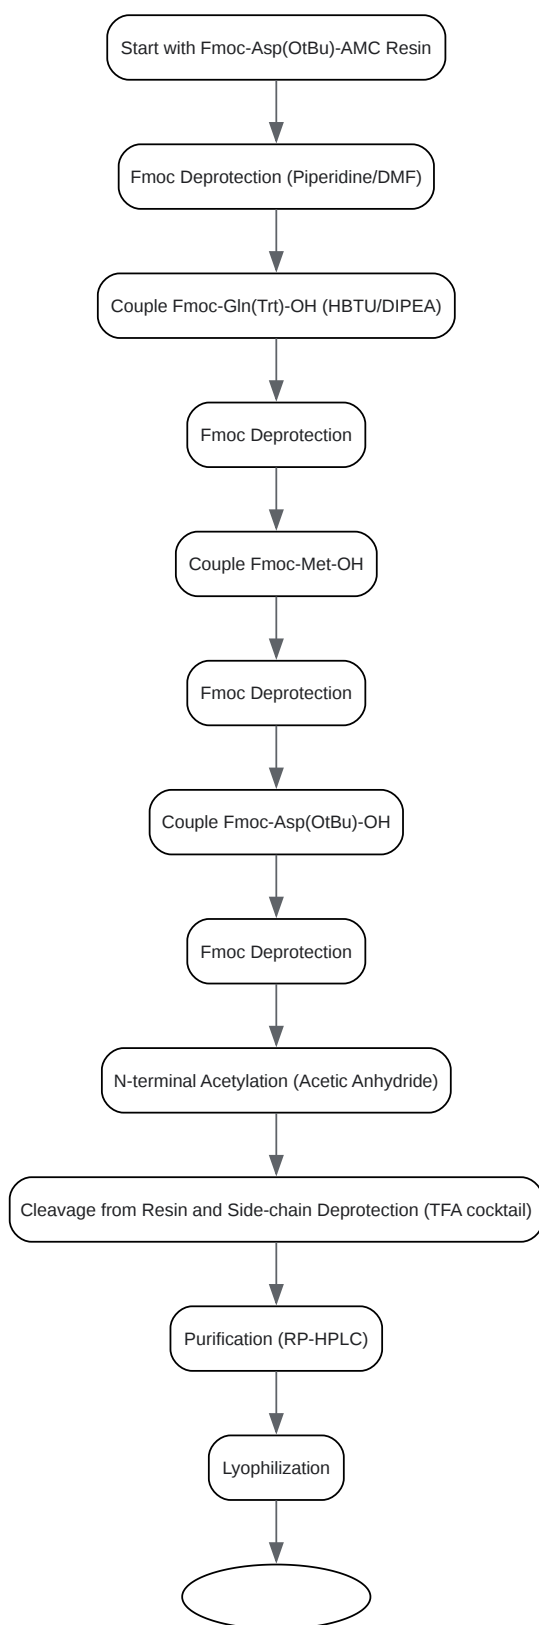 Start with Fmoc-Asp(OtBu)-AMC Resin
Fmoc Deprotection (Piperidine/DMF)
Couple Fmoc-Gln(Trt)-OH (HBTU/DIPEA)
Fmoc Deprotection
Couple Fmoc-Met-OH
Fmoc Deprotection
Couple Fmoc-Asp(OtBu)-OH
Fmoc Deprotection
N-terminal Acetylation (Acetic Anhydride)
Cleavage from Resin and Side-chain Deprotection (TFA cocktail)
Purification (RP-HPLC)
Lyophilization